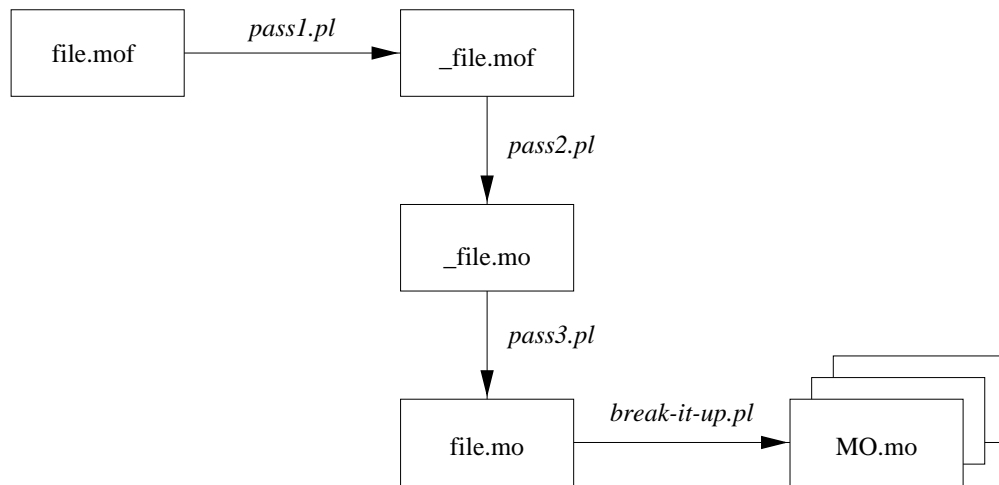 file.mof
pass1.pl
_file.mof
pass2.pl
_file.mo
pass3.pl
file.mo
break-it-up.pl
MO.mo